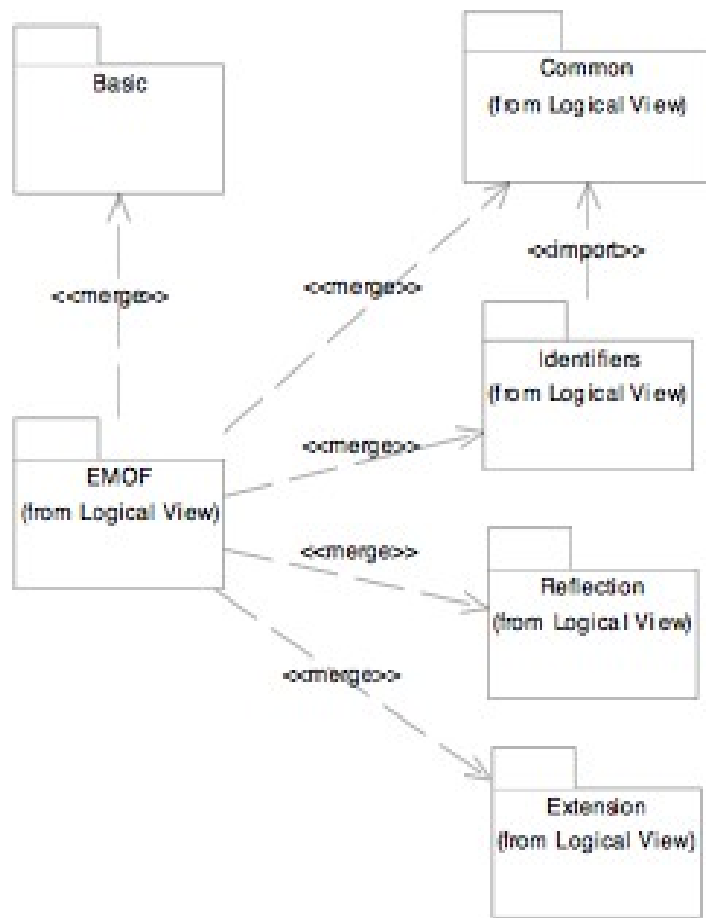 Basic
Common
(from Logical View)
<<merge>>
<<merge>>
<<import>>
Identifiers
(from Logical View)
<<merge>>
EMOF
(from Logical View)
<<merge>>
Reflection
(from Logical View)
<<merge>>
Extension
(from Logical View)